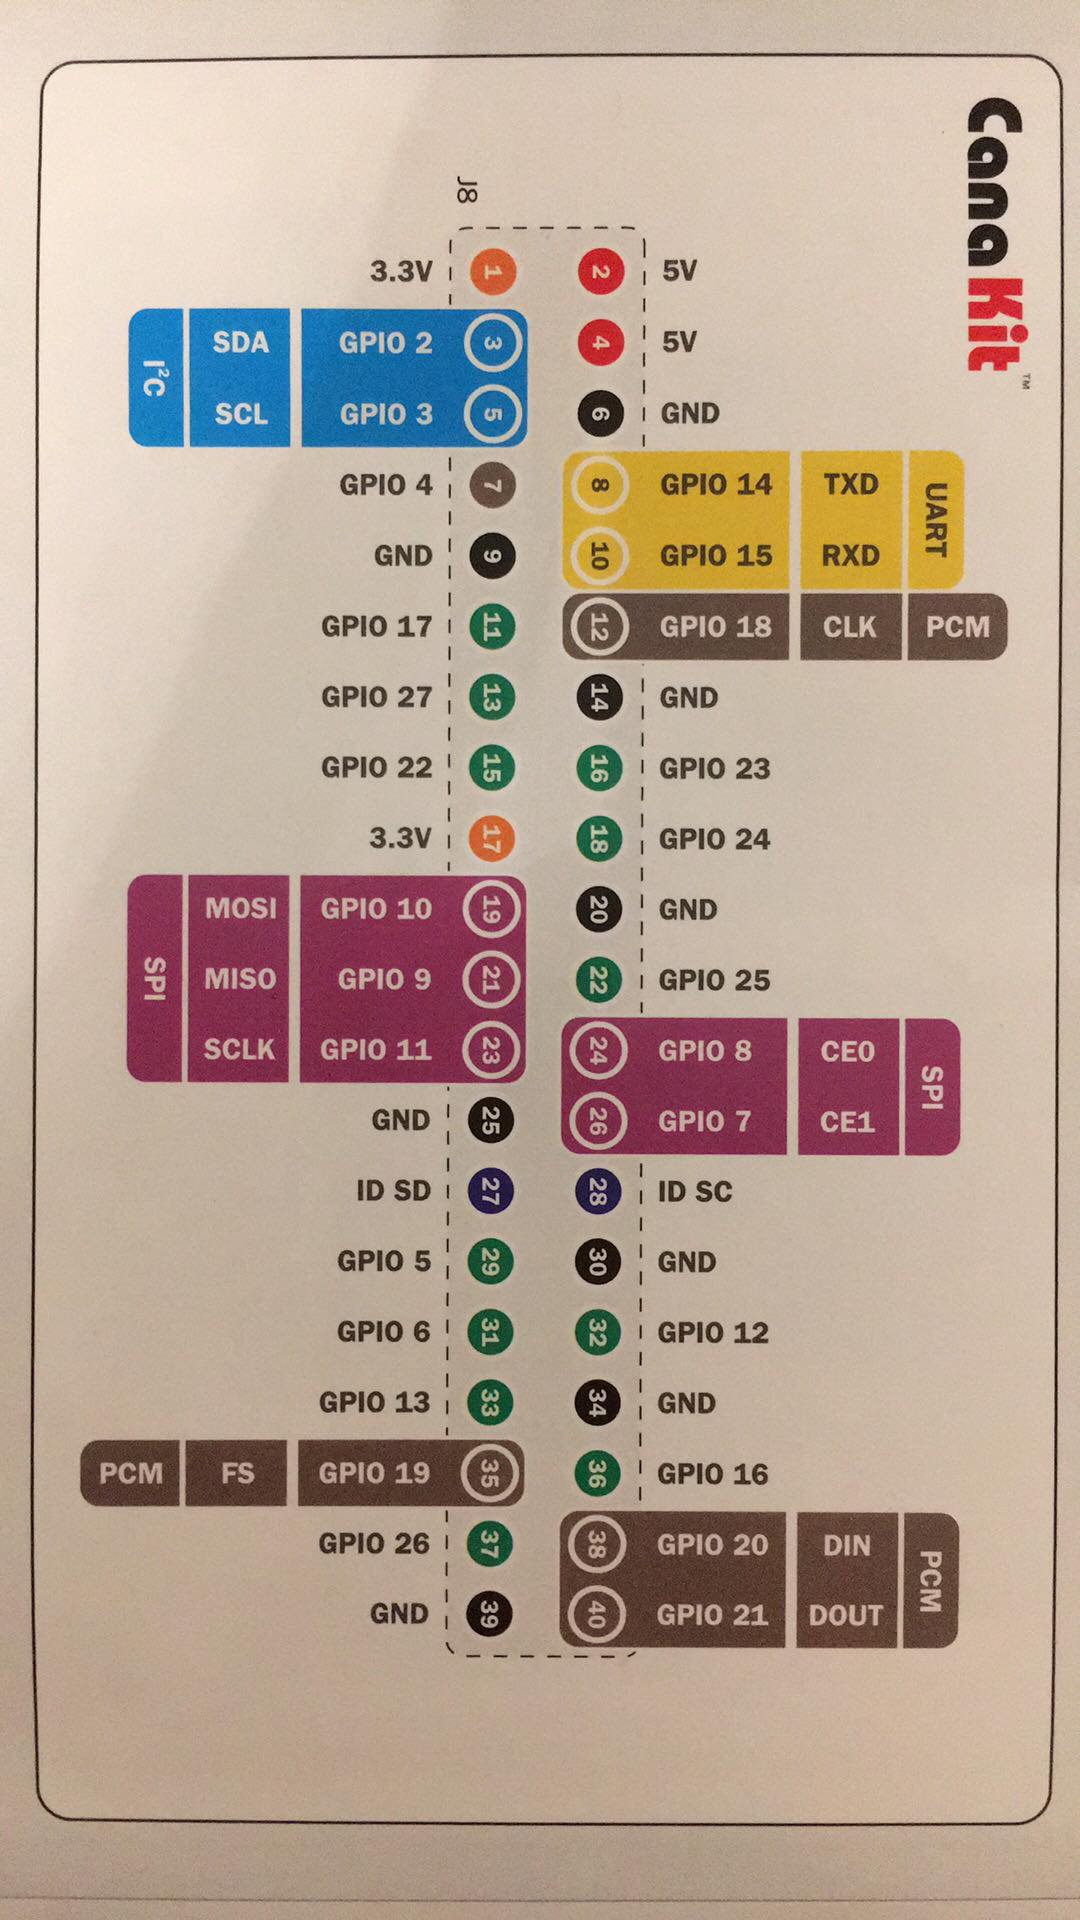 CanaKit™
J8
3.3V 1 2 5V
I²C SDA GPIO 2 3 4 5V
SCL GPIO 3 5 6 GND
GPIO 4 7 8 GPIO 14 TXD UART
GND 9 10 GPIO 15 RXD
GPIO 17 11 12 GPIO 18 CLK PCM
GPIO 27 13 14 GND
GPIO 22 15 16 GPIO 23
3.3V 17 18 GPIO 24
MOSI GPIO 10 19 20 GND
SPI MISO GPIO 9 21 22 GPIO 25
SCLK GPIO 11 23 24 GPIO 8 CE0 SPI
GND 25 26 GPIO 7 CE1
ID SD 27 28 ID SC
GPIO 5 29 30 GND
GPIO 6 31 32 GPIO 12
GPIO 13 33 34 GND
PCM FS GPIO 19 35 36 GPIO 16
GPIO 26 37 38 GPIO 20 DIN PCM
GND 39 40 GPIO 21 DOUT